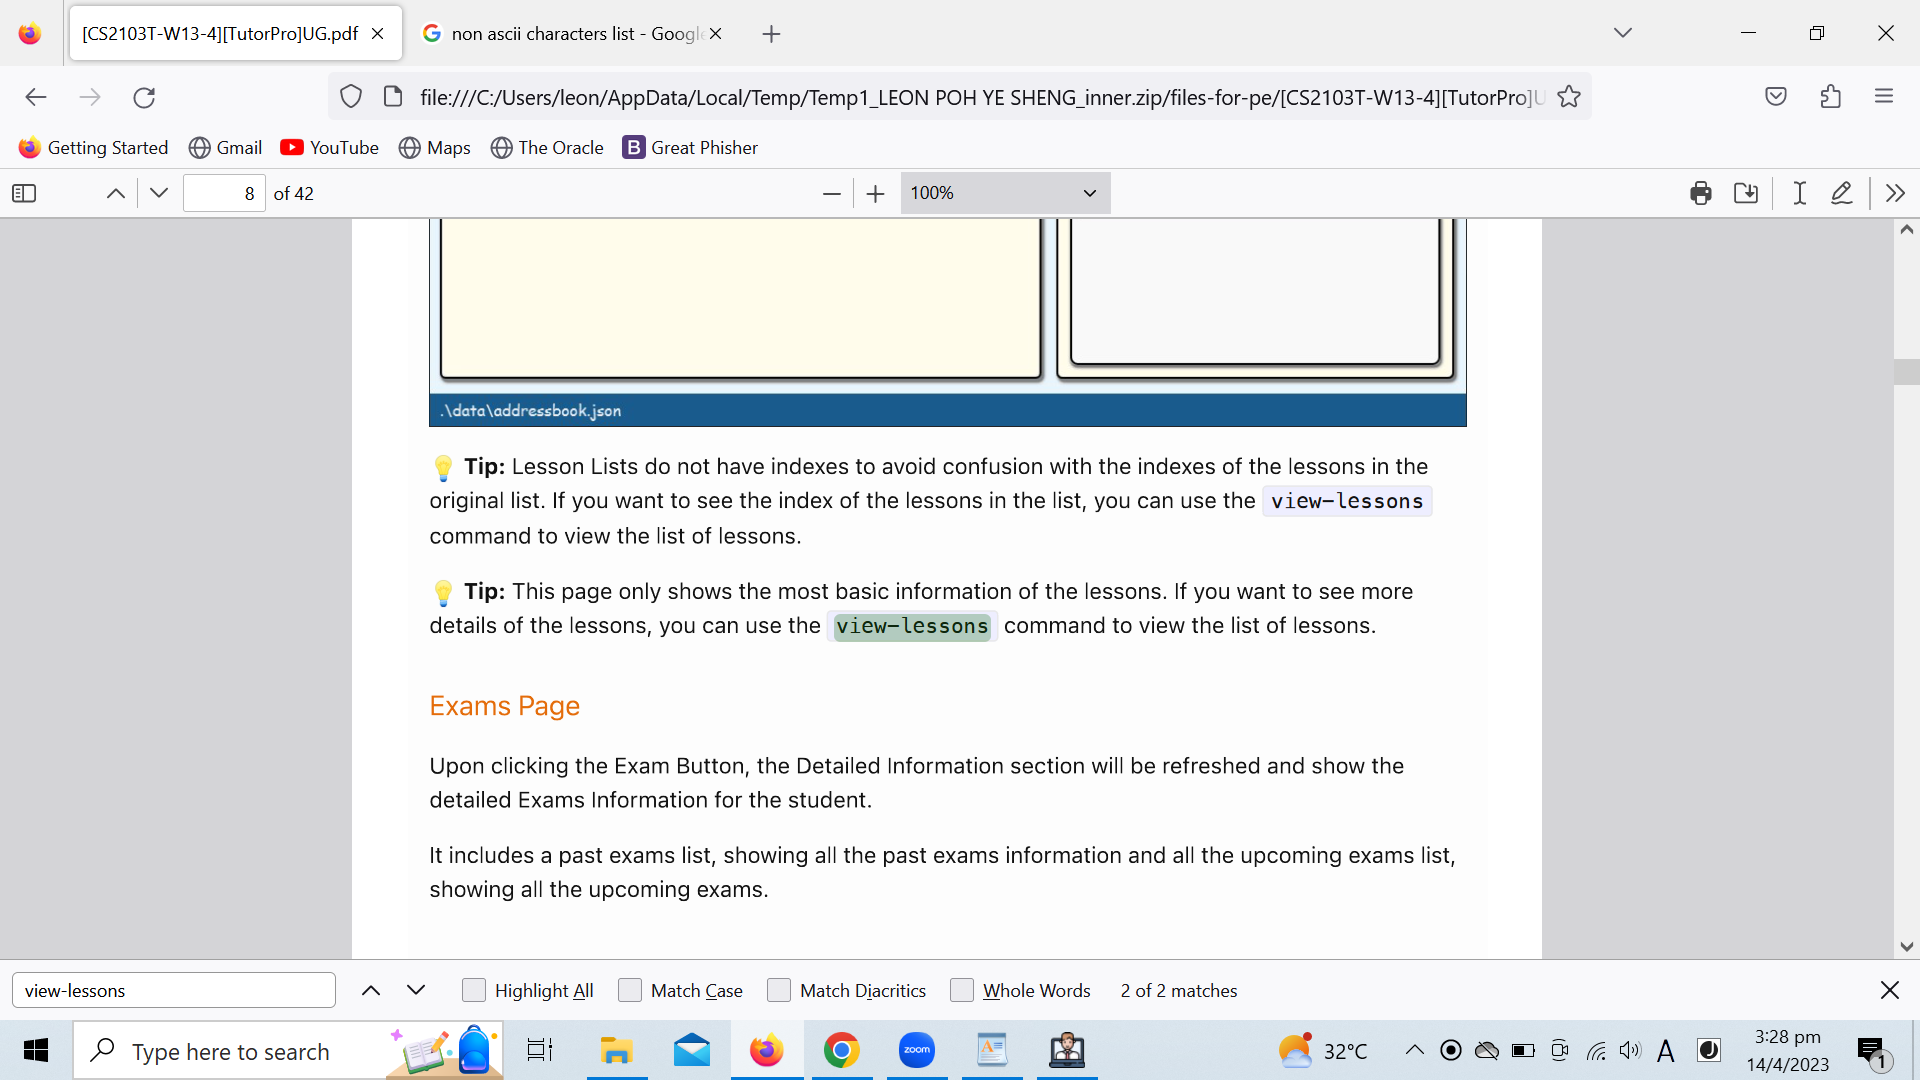 [CS2103T-W13-4][TutorPro]UG.pdf
non ascii characters list - Google
file:///C:/Users/leon/AppData/Local/Temp/Temp1_LEON POH YE SHENG_inner.zip/files-for-pe/[CS2103T-W13-4][TutorPro]U
Getting Started Gmail YouTube Maps The Oracle B Great Phisher
8 of 42 100%
.\data\addressbook.json
Tip: Lesson Lists do not have indexes to avoid confusion with the indexes of the lessons in the
original list. If you want to see the index of the lessons in the list, you can use the view-lessons
command to view the list of lessons.
Tip: This page only shows the most basic information of the lessons. If you want to see more
details of the lessons, you can use the view-lessons command to view the list of lessons.
Exams Page
Upon clicking the Exam Button, the Detailed Information section will be refreshed and show the
detailed Exams Information for the student.
It includes a past exams list, showing all the past exams information and all the upcoming exams list,
showing all the upcoming exams.
view-lessons Highlight All Match Case Match Diacritics Whole Words 2 of 2 matches
Type here to search zoom 32°C A 3:28 pm
14/4/2023 1